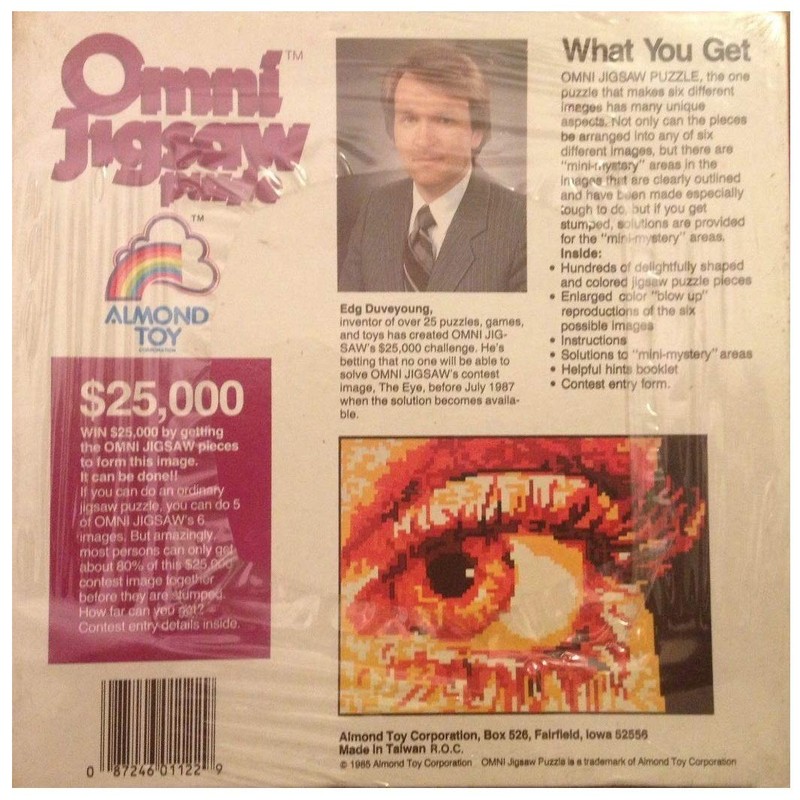 Omni™
Jigsaw
puzzle
™
ALMOND
TOY
CORPORATION
$25,000
WIN $25,000 by getting
the OMNI JIGSAW pieces
to form this image.
It can be done!!
If you can do an ordinary
jigsaw puzzle, you can do 5
of OMNI JIGSAW's 6
images. But amazingly,
most persons can only get
about 80% of this $25,000
contest image together
before they are stumped.
How far can you get?
Contest entry details inside.
0 87246 01122 9
Edg Duveyoung,
inventor of over 25 puzzles, games,
and toys has created OMNI JIG-
SAW's $25,000 challenge. He's
betting that no one will be able to
solve OMNI JIGSAW's contest
image, The Eye, before July 1987
when the solution becomes availa-
ble.
What You Get
OMNI JIGSAW PUZZLE, the one
puzzle that makes six different
images has many unique
aspects. Not only can the pieces
be arranged into any of six
different images, but there are
"mini-mystery" areas in the
images that are clearly outlined
and have been made especially
tough to do, but if you get
stumped, solutions are provided
for the "mini-mystery" areas.
Inside:
• Hundreds of delightfully shaped
and colored jigsaw puzzle pieces
• Enlarged color "blow up"
reproductions of the six
possible images
• Instructions
• Solutions to "mini-mystery" areas
• Helpful hints booklet
• Contest entry form.
Almond Toy Corporation, Box 526, Fairfield, Iowa 52556
Made in Taiwan R.O.C.
© 1985 Almond Toy Corporation OMNI Jigsaw Puzzle is a trademark of Almond Toy Corporation